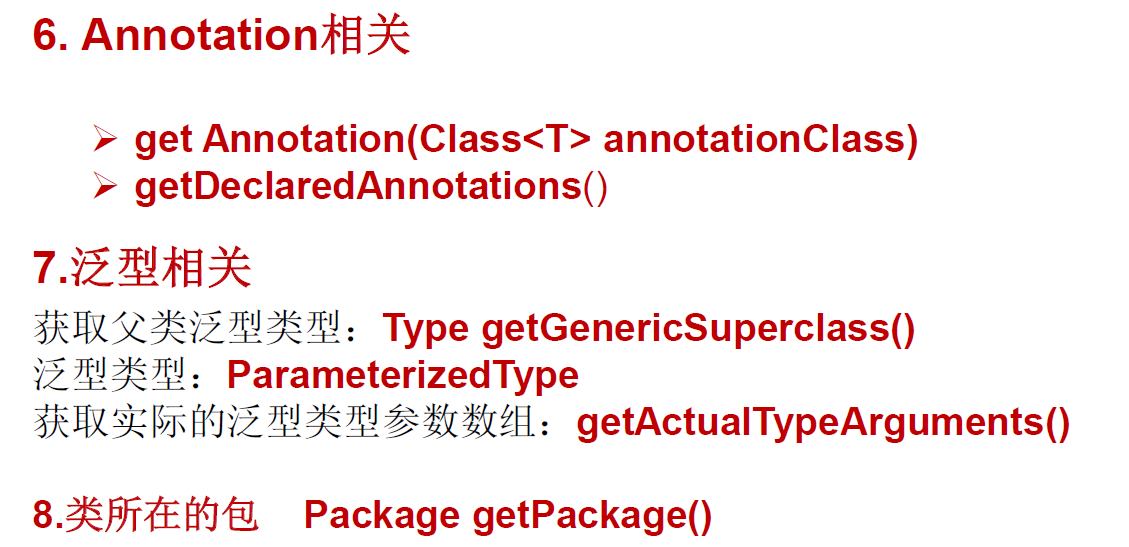 6. Annotation相关
➢ get Annotation(Class<T> annotationClass)
➢ getDeclaredAnnotations()
7.泛型相关
获取父类泛型类型：Type getGenericSuperclass()
泛型类型：ParameterizedType
获取实际的泛型类型参数数组：getActualTypeArguments()
8.类所在的包 Package getPackage()